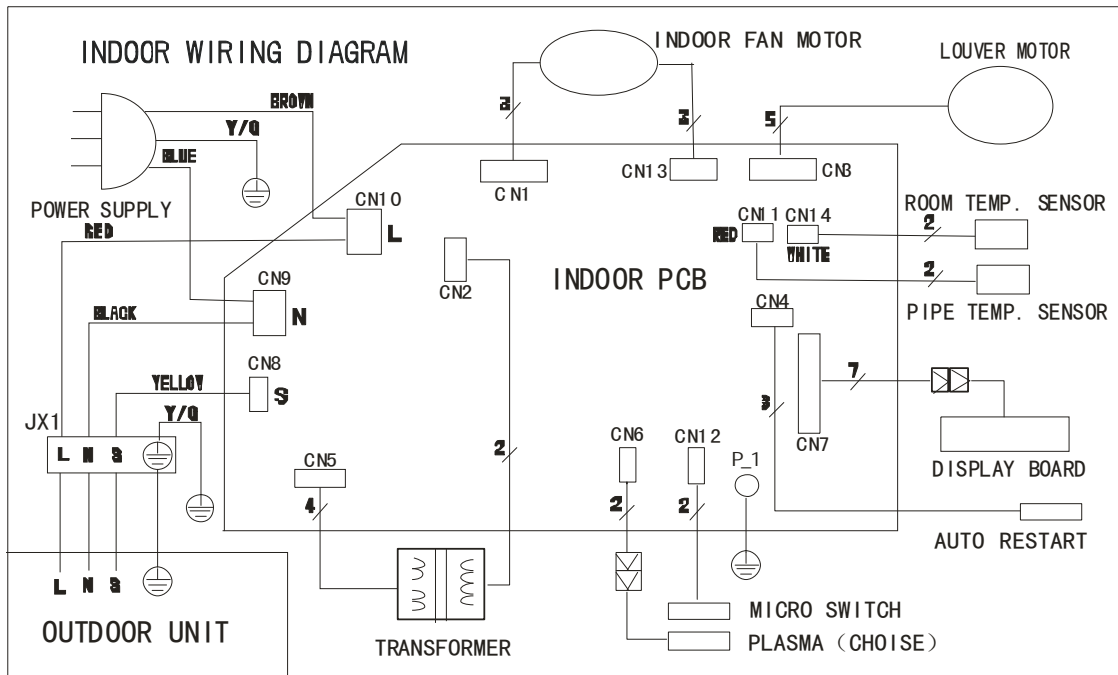 INDOOR WIRING DIAGRAM
INDOOR FAN MOTOR
LOUVER MOTOR
BROWN
Y/G
BLUE
POWER SUPPLY
RED
3
3
5
CN1
CN13
CN3
CN10
L
CN2
CN11
CN14
RED
WHITE
2
ROOM TEMP. SENSOR
2
PIPE TEMP. SENSOR
INDOOR PCB
CN9
N
BLACK
CN4
CN8
S
YELLOW
Y/G
JX1
L N S
7
3
CN7
DISPLAY BOARD
CN5
4
2
CN6
CN12
P_1
2
2
AUTO RESTART
L N S
OUTDOOR UNIT
TRANSFORMER
MICRO SWITCH
PLASMA（CHOISE）